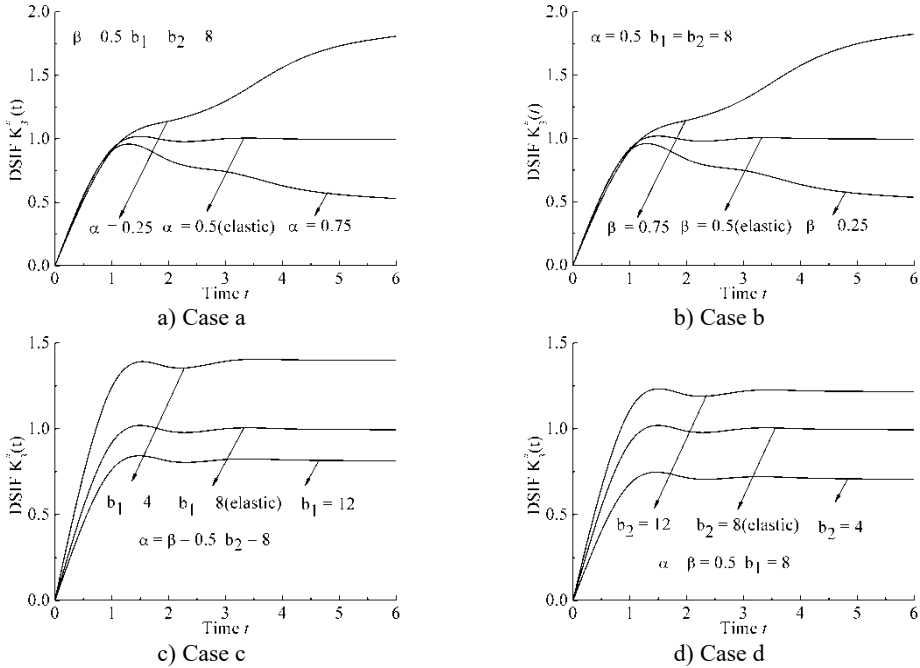 β 0.5 b₁ b₂ 8
DSIF K₃(t)
2.0
1.5
1.0
0.5
0.0
α = 0.25 α = 0.5(elastic) α = 0.75
0 1 2 3 4 5 6
Time t
a) Case a
α = 0.5 b₁ = b₂ = 8
DSIF K₃(t)
2.0
1.5
1.0
0.5
0.0
β = 0.75 β = 0.5(elastic) β 0.25
0 1 2 3 4 5 6
Time t
b) Case b
DSIF K₃(t)
1.5
1.0
0.5
0.0
b₁ 4 b₁ 8(elastic) b₁ = 12
α = β − 0.5 b₂ − 8
0 1 2 3 4 5 6
Time t
c) Case c
DSIF K₃(t)
1.5
1.0
0.5
0.0
b₂ = 12 b₂ = 8(elastic) b₂ = 4
α β = 0.5 b₁ = 8
0 1 2 3 4 5 6
Time t
d) Case d